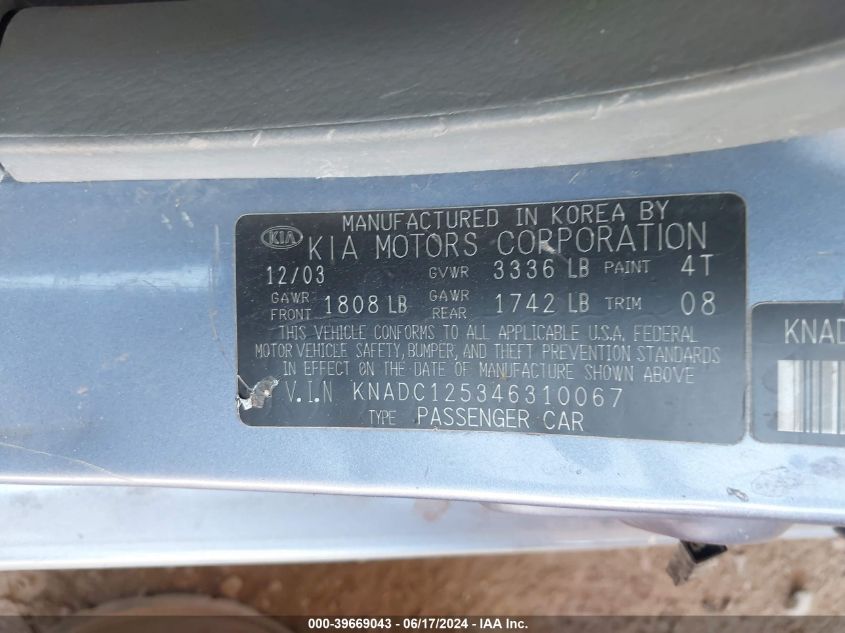 MANUFACTURED IN KOREA BY
KIA KIA MOTORS CORPORATION
12/03 GVWR 3336 LB PAINT 4T
GAWR FRONT 1808 LB GAWR REAR 1742 LB TRIM 08
THIS VEHICLE CONFORMS TO ALL APPLICABLE U.S.A. FEDERAL
MOTOR VEHICLE SAFETY, BUMPER, AND THEFT PREVENTION STANDARDS
IN EFFECT ON THE DATE OF MANUFACTURE SHOWN ABOVE
V.I.N KNADC125346310067
TYPE PASSENGER CAR
KNAD
000-39669043 / 06/17/2024 - IAA Inc.